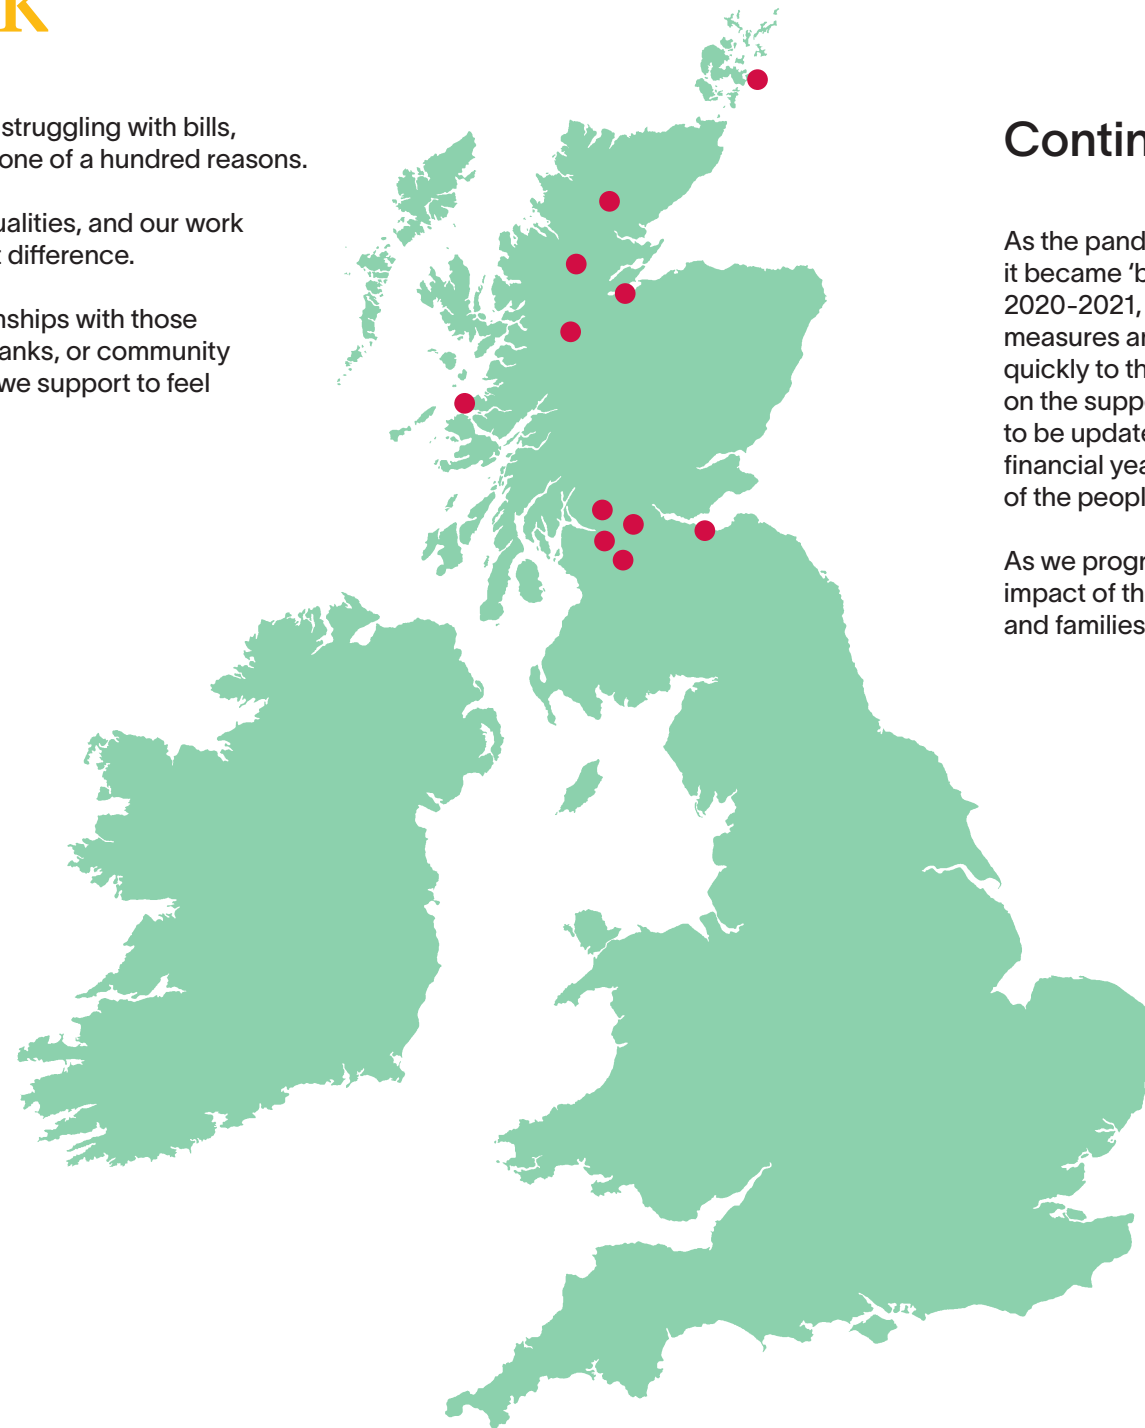 k
struggling with bills,
one of a hundred reasons.
ualities, and our work
t difference.
nships with those
anks, or community
we support to feel
Contin
As the pand
it became ‘b
2020-2021,
measures ar
quickly to th
on the suppo
to be update
financial yea
of the peopl
As we progr
impact of th
and families